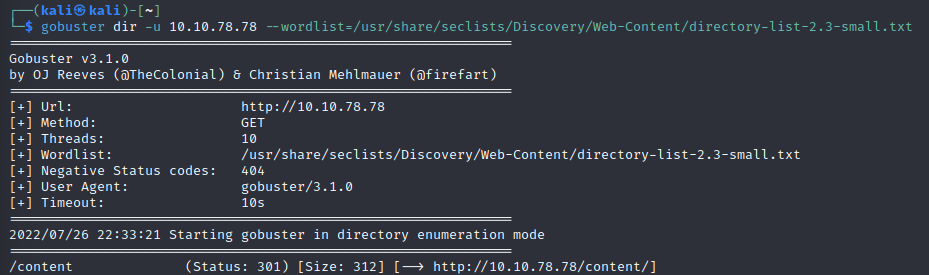 ┌──(kali㉿kali)-[~]
└─$ gobuster dir -u 10.10.78.78 --wordlist=/usr/share/seclists/Discovery/Web-Content/directory-list-2.3-small.txt
===============================================================
Gobuster v3.1.0
by OJ Reeves (@TheColonial) & Christian Mehlmauer (@firefart)
===============================================================
[+] Url:                     http://10.10.78.78
[+] Method:                  GET
[+] Threads:                 10
[+] Wordlist:                /usr/share/seclists/Discovery/Web-Content/directory-list-2.3-small.txt
[+] Negative Status codes:   404
[+] User Agent:              gobuster/3.1.0
[+] Timeout:                 10s
===============================================================
2022/07/26 22:33:21 Starting gobuster in directory enumeration mode
===============================================================
/content              (Status: 301) [Size: 312] [--> http://10.10.78.78/content/]